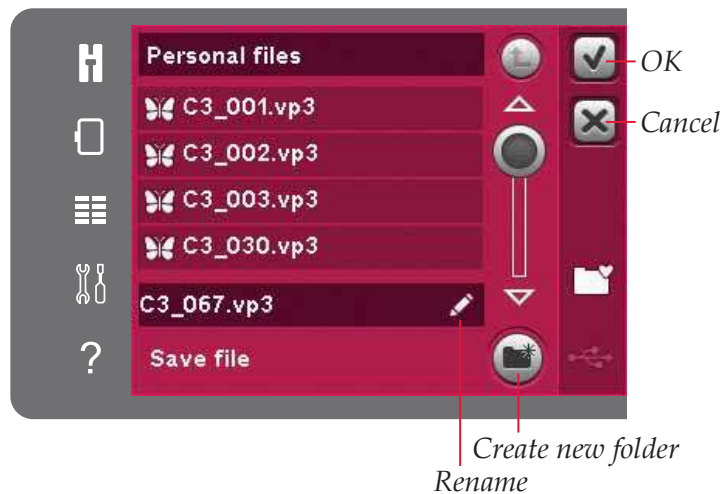 Personal files
OK
C3_001.vp3
Cancel
C3_002.vp3
C3_003.vp3
C3_030.vp3
C3_067.vp3
?
Save file
Create new folder
Rename